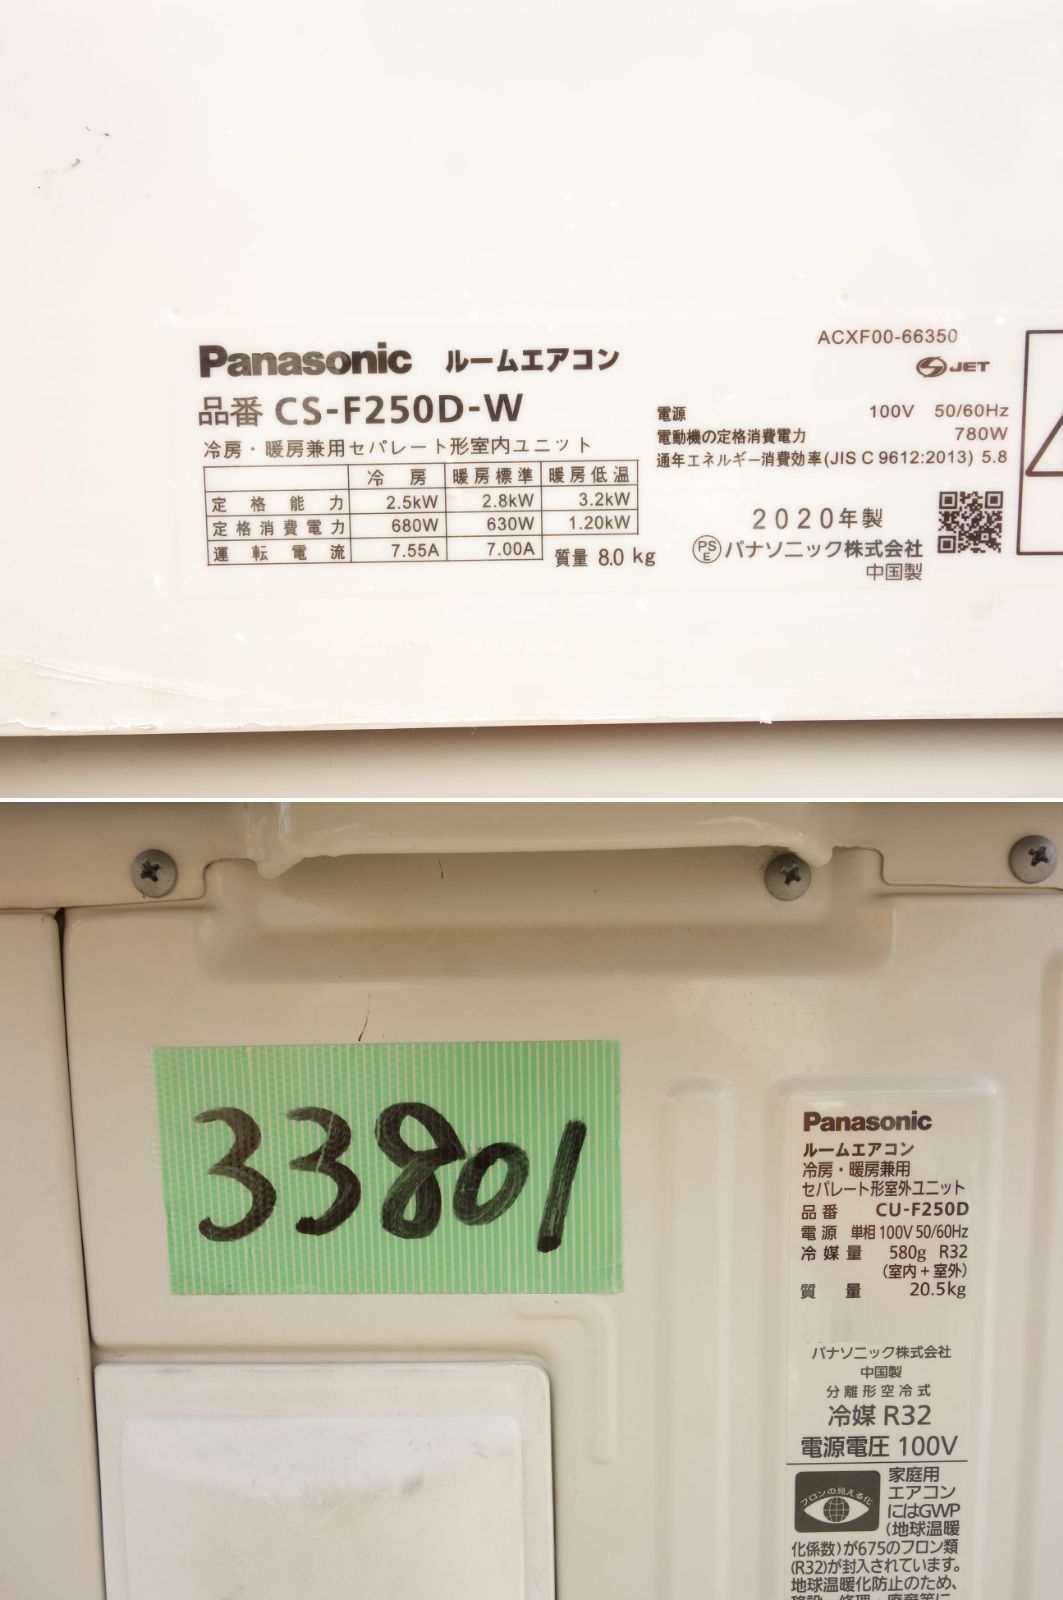 ACXF00-66350
JET
Panasonic ルームエアコン
品番 CS-F250D-W
冷房・暖房兼用セパレート形室内ユニット
冷房 暖房標準 暖房低温
定格能力 2.5kW 2.8kW 3.2kW
定格消費電力 680W 630W 1.20kW
運転電流 7.55A 7.00A
質量 8.0 kg
電源 100V 50/60Hz
電動機の定格消費電力 780W
通年エネルギー消費効率(JIS C 9612:2013) 5.8
2020年製
PSE パナソニック株式会社
中国製
33801
Panasonic
ルームエアコン
冷房・暖房兼用
セパレート形室外ユニット
品番 CU-F250D
電源 単相100V 50/60Hz
冷媒量 580g R32
(室内+室外)
質量 20.5kg
パナソニック株式会社
中国製
分離形空冷式
冷媒 R32
電源電圧 100V
フロンの見える化
家庭用
エアコン
にはGWP
(地球温暖
化係数)が675のフロン類
(R32)が封入されています。
地球温暖化防止のため、
移設・修理・廃棄等に